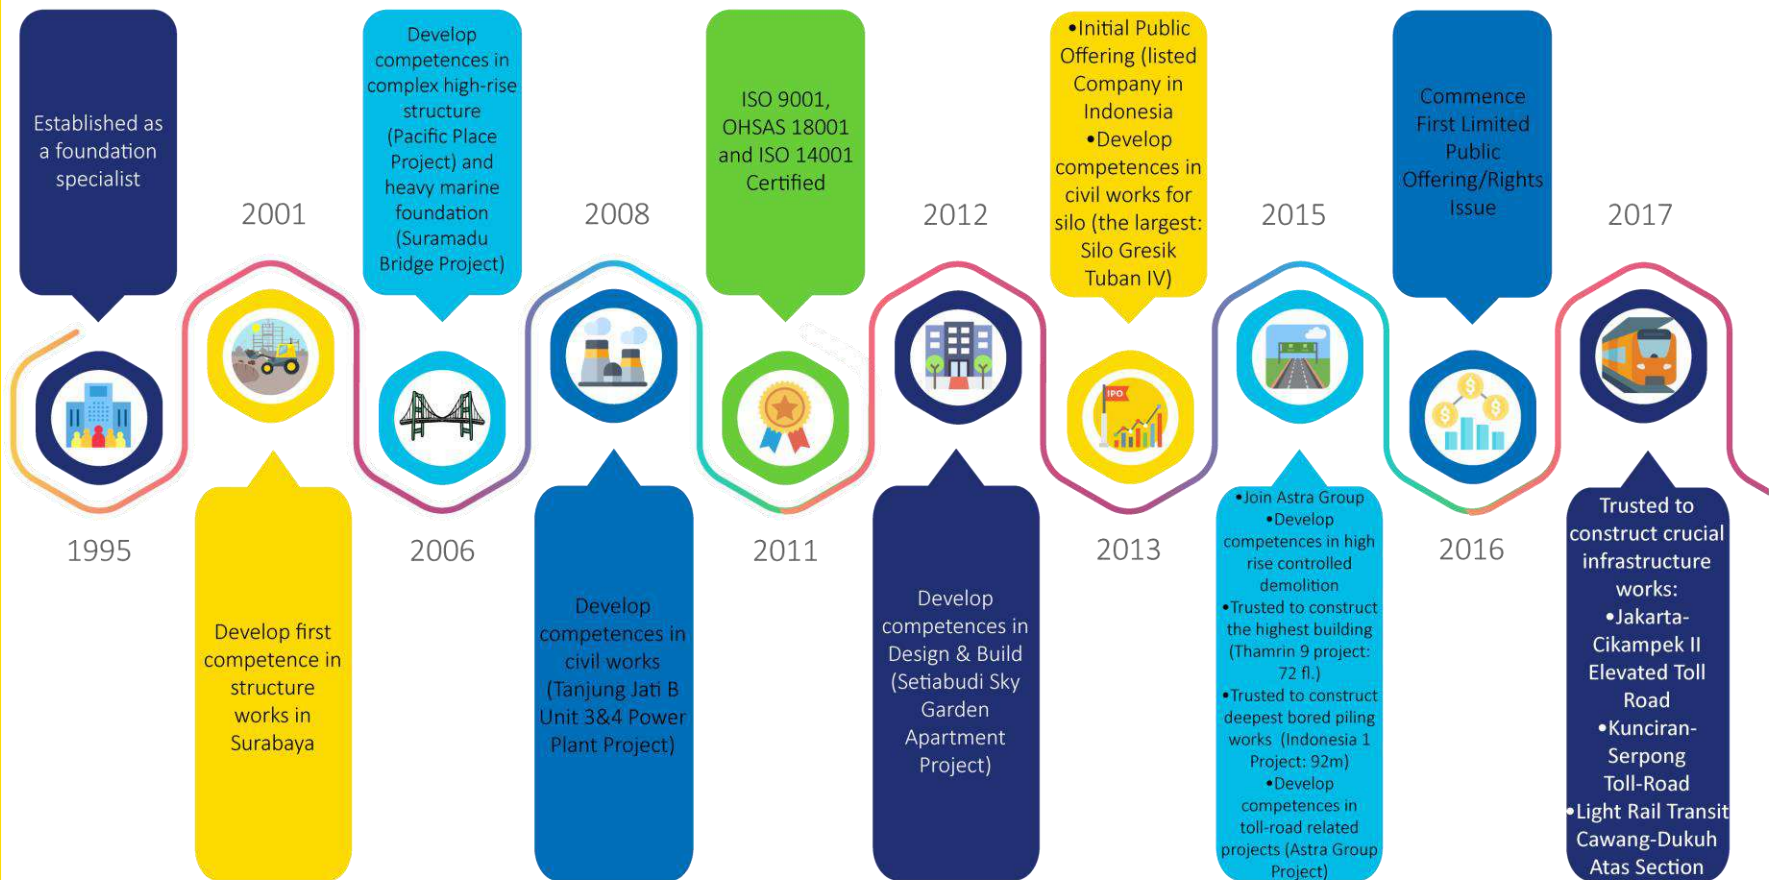 Established as
a foundation
specialist
1995
2001
Develop first
competence in
structure
works in
Surabaya
Develop
competences in
complex high-rise
structure
(Pacific Place
Project) and
heavy marine
foundation
(Suramadu
Bridge Project)
2006
2008
Develop
competences in
civil works
(Tanjung Jati B
Unit 3&4 Power
Plant Project)
ISO 9001,
OHSAS 18001
and ISO 14001
Certified
2011
2012
Develop
competences in
Design & Build
(Setiabudi Sky
Garden
Apartment
Project)
•Initial Public
Offering (listed
Company in
Indonesia
•Develop
competences in
civil works for
silo (the largest:
Silo Gresik
Tuban IV)
IPO
2013
2015
•Join Astra Group
•Develop
competences in high
rise controlled
demolition
•Trusted to construct
the highest building
(Thamrin 9 project:
72 fl.)
•Trusted to construct
deepest bored piling
works (Indonesia 1
Project: 92m)
•Develop
competences in
toll-road related
projects (Astra Group
Project)
Commence
First Limited
Public
Offering/Rights
Issue
2016
2017
Trusted to
construct crucial
infrastructure
works:
•Jakarta-
Cikampek II
Elevated Toll
Road
•Kunciran-
Serpong
Toll-Road
•Light Rail Transit
Cawang-Dukuh
Atas Section